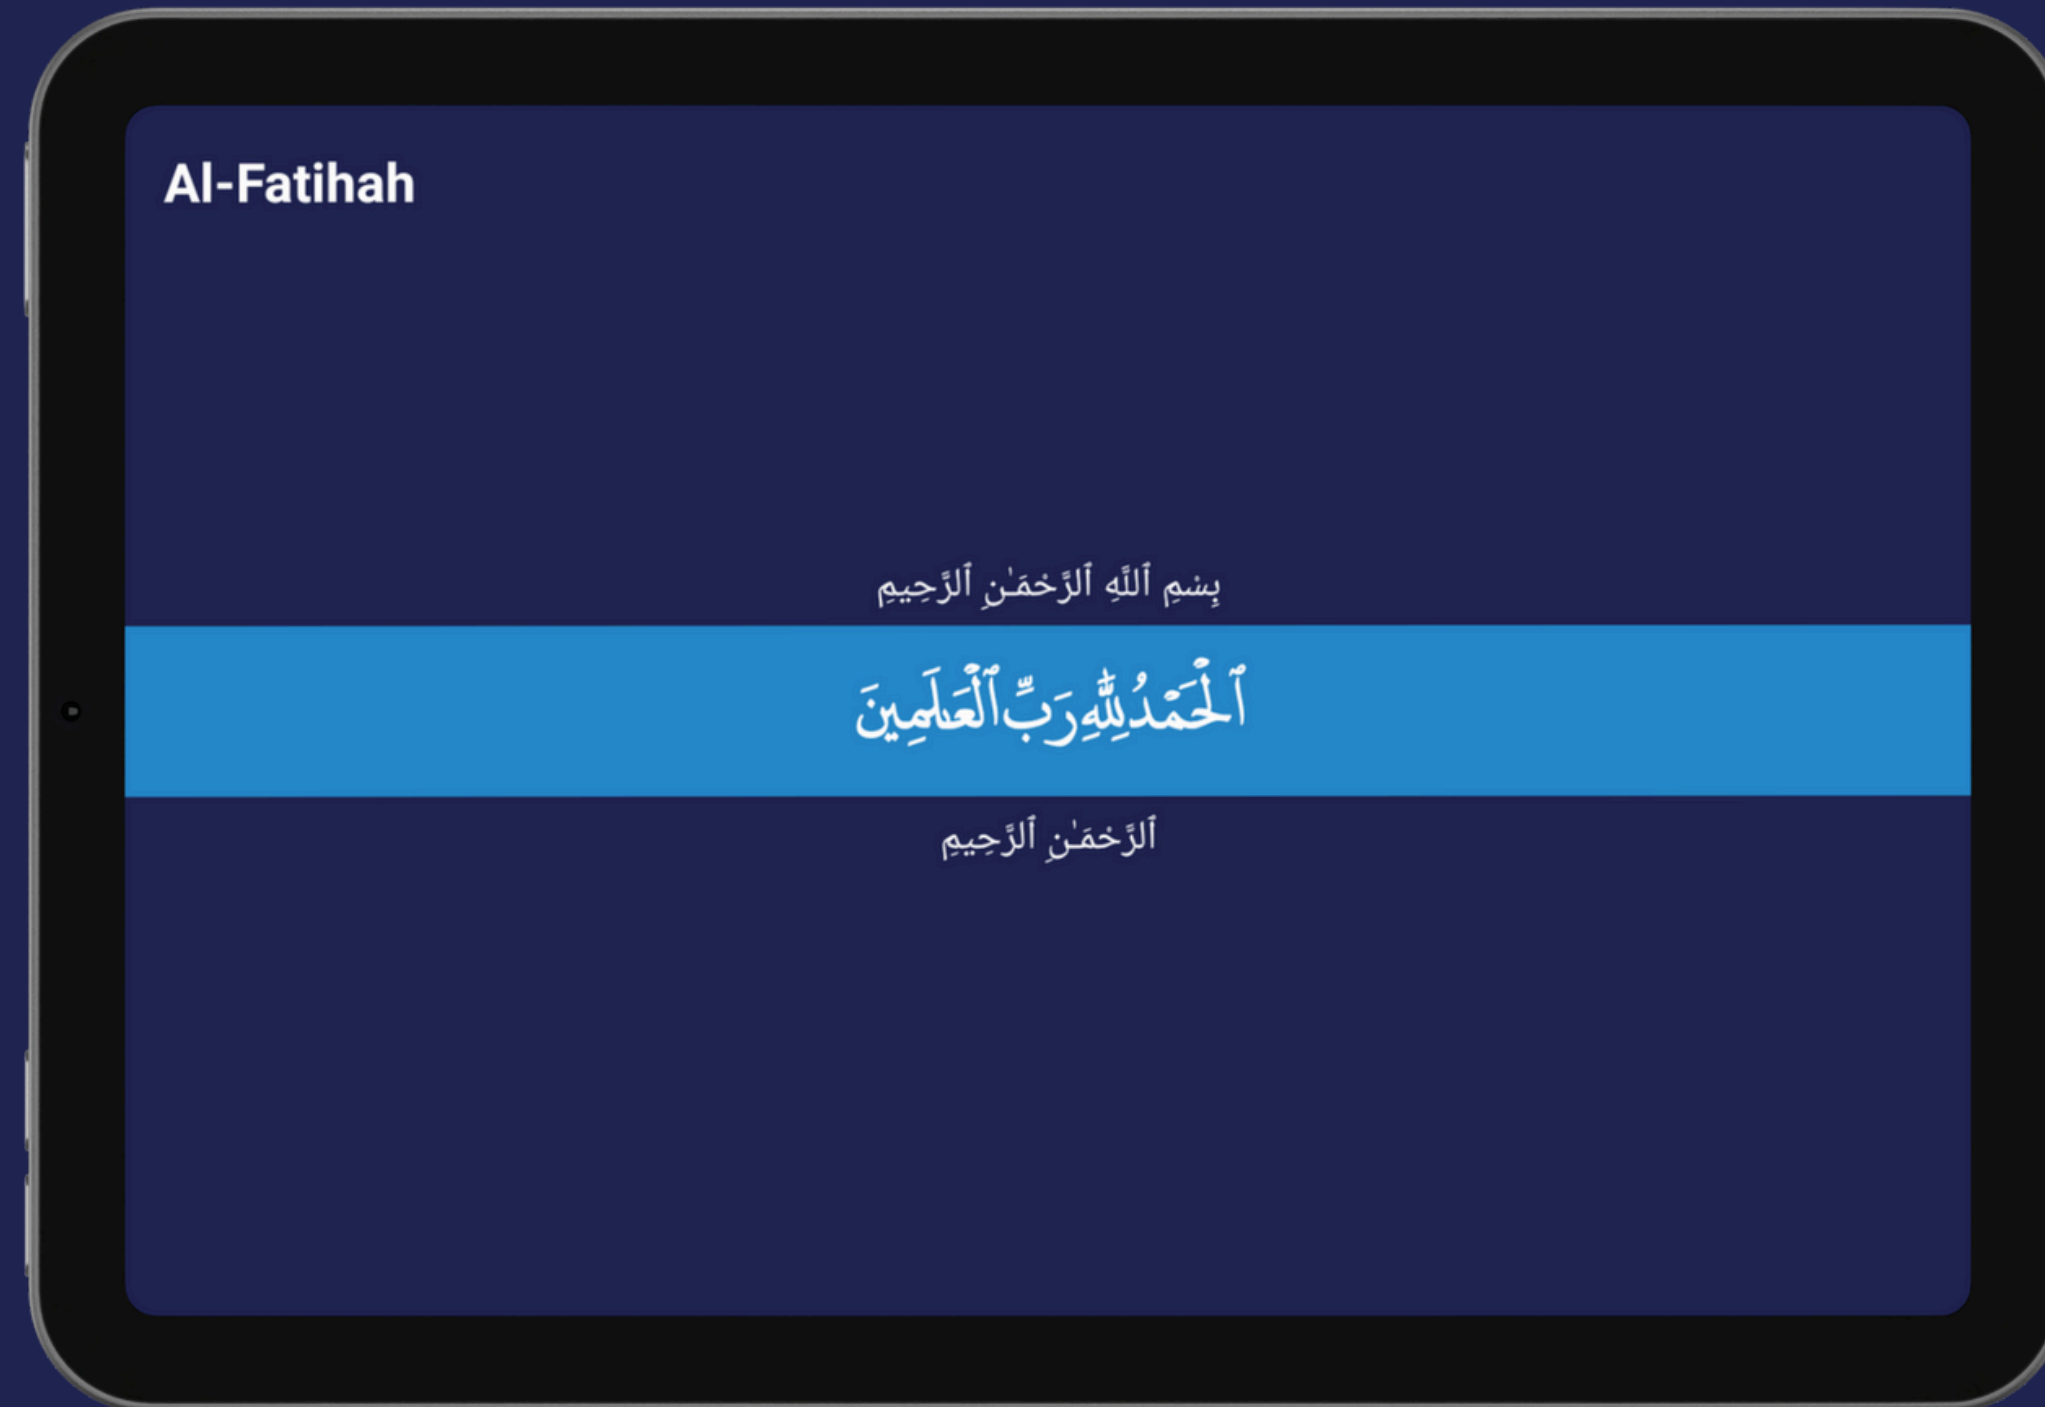 Al-Fatihah
بِسْمِ ٱللَّهِ ٱلرَّحْمَـٰنِ ٱلرَّحِيمِ
ٱلْحَمْدُ لِلَّهِ رَبِّ ٱلْعَـٰلَمِينَ
ٱلرَّحْمَـٰنِ ٱلرَّحِيمِ